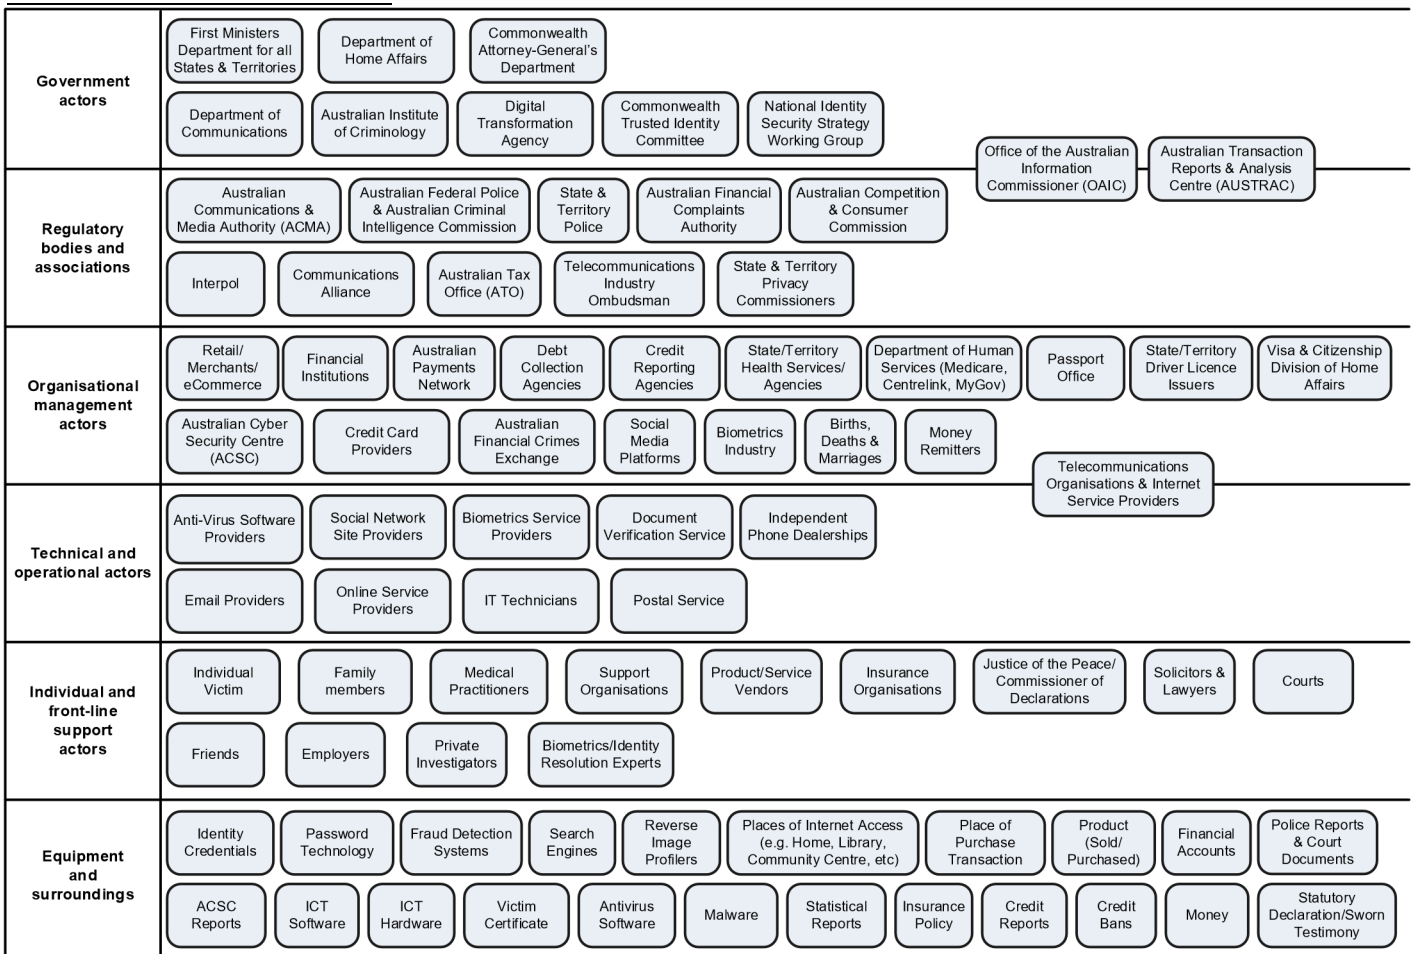 Government
actors
First Ministers
Department for all
States & Territories
Department of
Home Affairs
Commonwealth
Attorney-General's
Department
Department of
Communications
Australian Institute
of Criminology
Digital
Transformation
Agency
Commonwealth
Trusted Identity
Committee
National Identity
Security Strategy
Working Group
Office of the Australian
Information
Commissioner (OAIC)
Australian Transaction
Reports & Analysis
Centre (AUSTRAC)
Regulatory
bodies and
associations
Australian
Communications &
Media Authority (ACMA)
Australian Federal Police
& Australian Criminal
Intelligence Commission
State &
Territory
Police
Australian Financial
Complaints
Authority
Australian Competition
& Consumer
Commission
Interpol
Communications
Alliance
Australian Tax
Office (ATO)
Telecommunications
Industry
Ombudsman
State & Territory
Privacy
Commissioners
Organisational
management
actors
Retail/
Merchants/
eCommerce
Financial
Institutions
Australian
Payments
Network
Debt
Collection
Agencies
Credit
Reporting
Agencies
State/Territory
Health Services/
Agencies
Department of Human
Services (Medicare,
Centrelink, MyGov)
Passport
Office
State/Territory
Driver Licence
Issuers
Visa & Citizenship
Division of Home
Affairs
Australian Cyber
Security Centre
(ACSC)
Credit Card
Providers
Australian
Financial Crimes
Exchange
Social
Media
Platforms
Biometrics
Industry
Births,
Deaths &
Marriages
Money
Remitters
Telecommunications
Organisations & Internet
Service Providers
Technical and
operational actors
Anti-Virus Software
Providers
Social Network
Site Providers
Biometrics Service
Providers
Document
Verification Service
Independent
Phone Dealerships
Email Providers
Online Service
Providers
IT Technicians
Postal Service
Individual and
front-line
support
actors
Individual
Victim
Family
members
Medical
Practitioners
Support
Organisations
Product/Service
Vendors
Insurance
Organisations
Justice of the Peace/
Commissioner of
Declarations
Solicitors &
Lawyers
Courts
Friends
Employers
Private
Investigators
Biometrics/Identity
Resolution Experts
Equipment
and
surroundings
Identity
Credentials
Password
Technology
Fraud Detection
Systems
Search
Engines
Reverse
Image
Profilers
Places of Internet Access
(e.g. Home, Library,
Community Centre, etc)
Place of
Purchase
Transaction
Product
(Sold/
Purchased)
Financial
Accounts
Police Reports
& Court
Documents
ACSC
Reports
ICT
Software
ICT
Hardware
Victim
Certificate
Antivirus
Software
Malware
Statistical
Reports
Insurance
Policy
Credit
Reports
Credit
Bans
Money
Statutory
Declaration/Sworn
Testimony